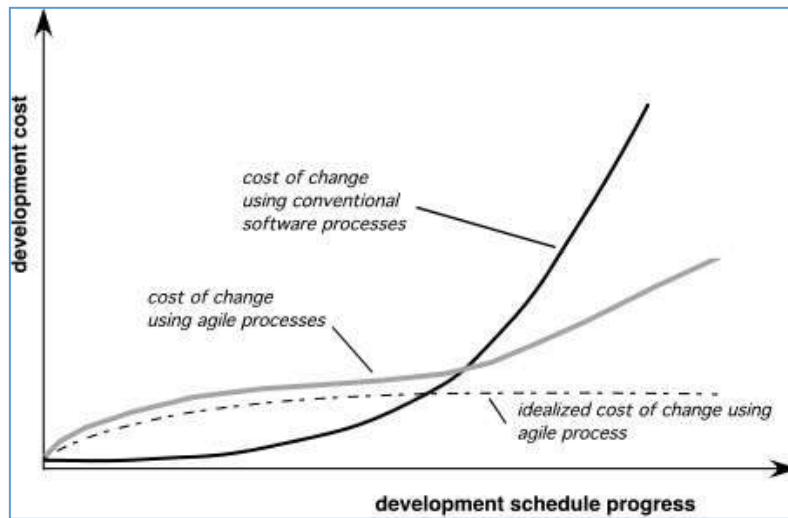 development cost
cost of change
using conventional
software processes
cost of change
using agile processes
idealized cost of change using
agile process
development schedule progress